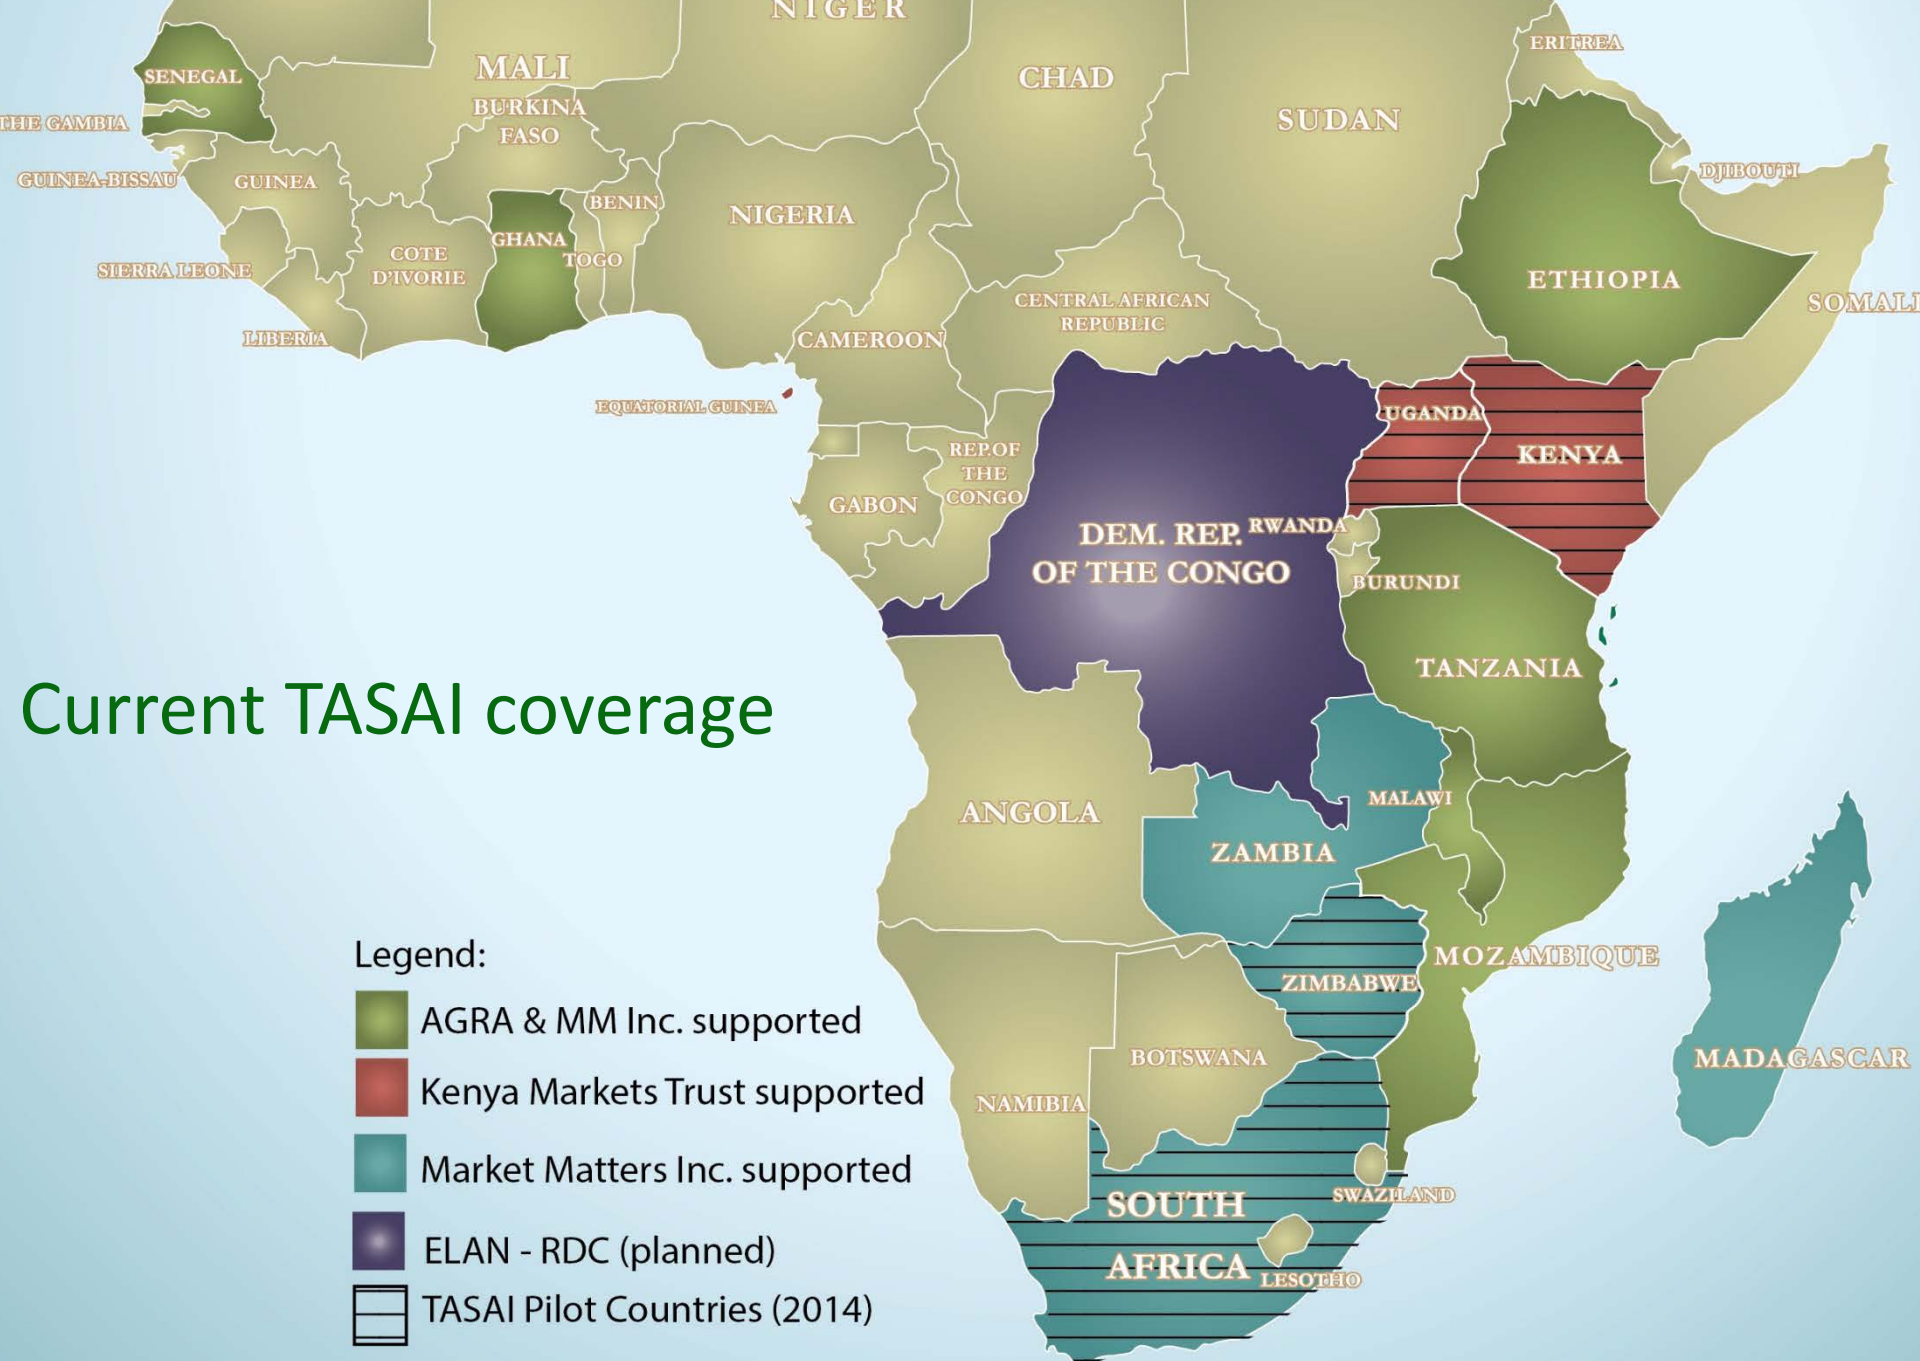 NIGER
ERITREA
MALI
SENEGAL
CHAD
BURKINA
FASO
SUDAN
THE GAMBIA
DJIBOUTI
GUINEA-BISSAU
GUINEA
BENIN
NIGERIA
GHANA
COTE
D'IVORIE
TOGO
SIERRA LEONE
ETHIOPIA
CENTRAL AFRICAN
REPUBLIC
SOMALI
LIBERIA
CAMEROON
EQUATORIAL GUINEA
UGANDA
KENYA
REP.OF
THE
CONGO
GABON
DEM. REP.
OF THE CONGO
RWANDA
BURUNDI
TANZANIA
Current TASAI coverage
MALAWI
ANGOLA
ZAMBIA
MOZAMBIQUE
ZIMBABWE
BOTSWANA
MADAGASCAR
NAMIBIA
SWAZILAND
SOUTH
AFRICA
LESOTHO
Legend:
AGRA & MM Inc. supported
Kenya Markets Trust supported
Market Matters Inc. supported
ELAN - RDC (planned)
TASAI Pilot Countries (2014)